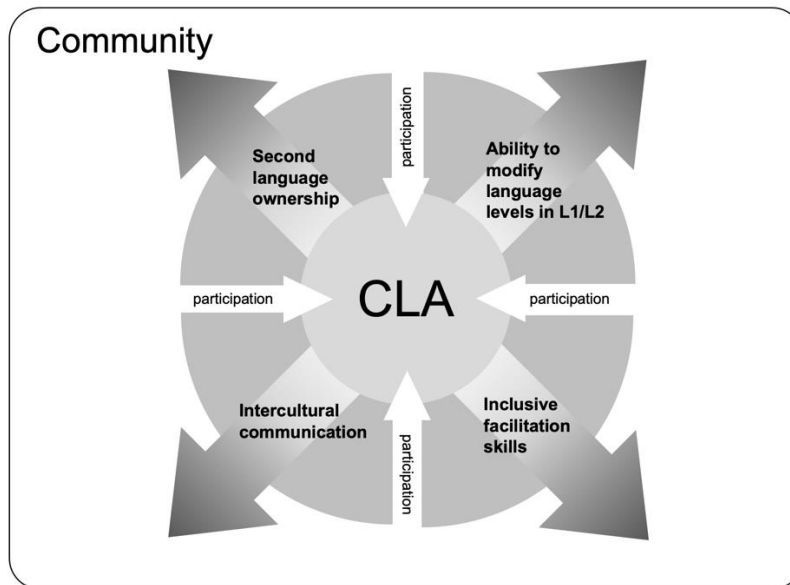 Community
participation
Second
language
ownership
Ability to
modify
language
levels in L1/L2
participation
CLA
participation
Intercultural
communication
participation
Inclusive
facilitation
skills